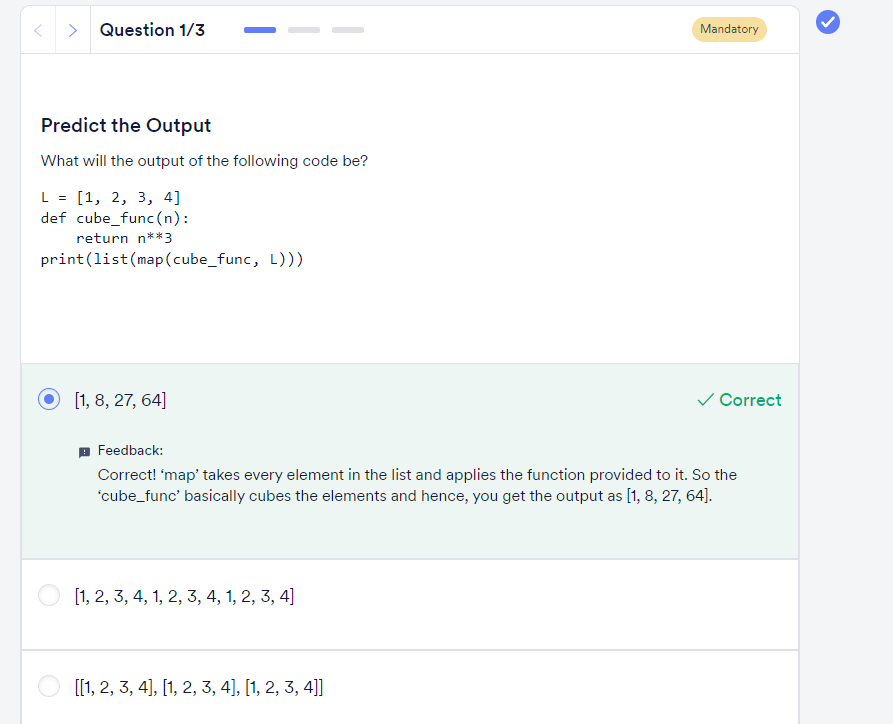 Question 1/3
Mandatory
Predict the Output
What will the output of the following code be?
L = [1, 2, 3, 4]
def cube_func(n):
    return n**3
print(list(map(cube_func, L)))
[1, 8, 27, 64]
Correct
Feedback:
Correct! ‘map’ takes every element in the list and applies the function provided to it. So the
‘cube_func’ basically cubes the elements and hence, you get the output as [1, 8, 27, 64].
[1, 2, 3, 4, 1, 2, 3, 4, 1, 2, 3, 4]
[[1, 2, 3, 4], [1, 2, 3, 4], [1, 2, 3, 4]]